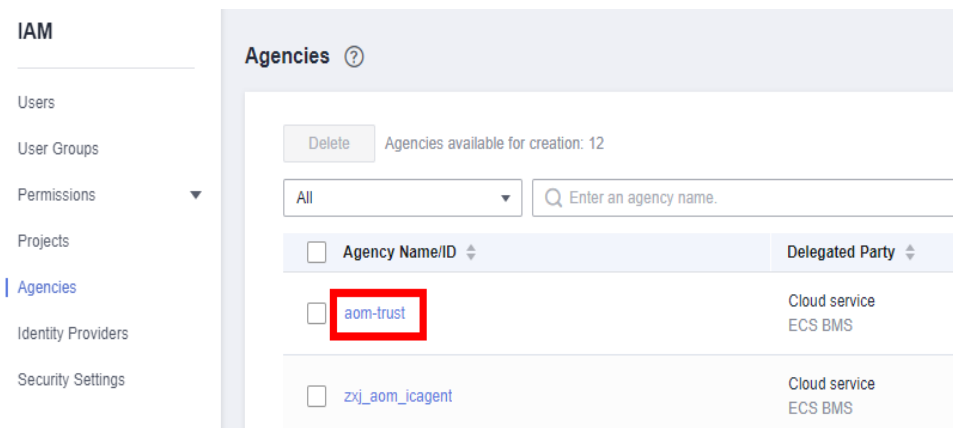 IAM
Users
User Groups
Permissions
Projects
Agencies
Identity Providers
Security Settings
Agencies ?
Delete Agencies available for creation: 12
All Enter an agency name.
Agency Name/ID Delegated Party
aom-trust Cloud service
ECS BMS
zxj_aom_icagent Cloud service
ECS BMS